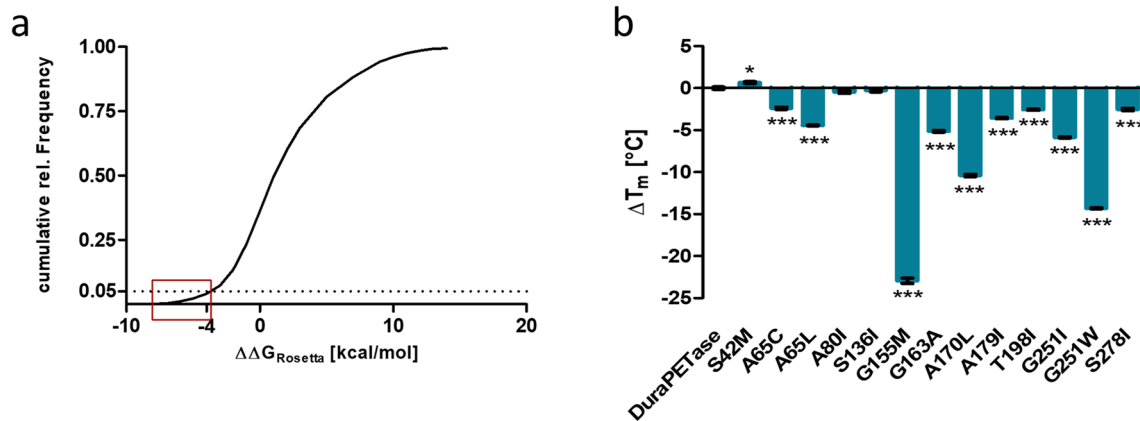 a
cumulative rel. Frequency
1.00
0.75
0.50
0.25
0.05
-10
-4
0
10
20
ΔΔG_Rosetta [kcal/mol]
b
ΔT_m [°C]
5
0
-5
-10
-15
-20
-25
*
***
***
***
***
***
***
***
***
***
***
DuraPETase
S42M
A65C
A65L
A80I
S136I
G155M
G163A
A170L
A179I
T198I
G251I
G251W
S278I